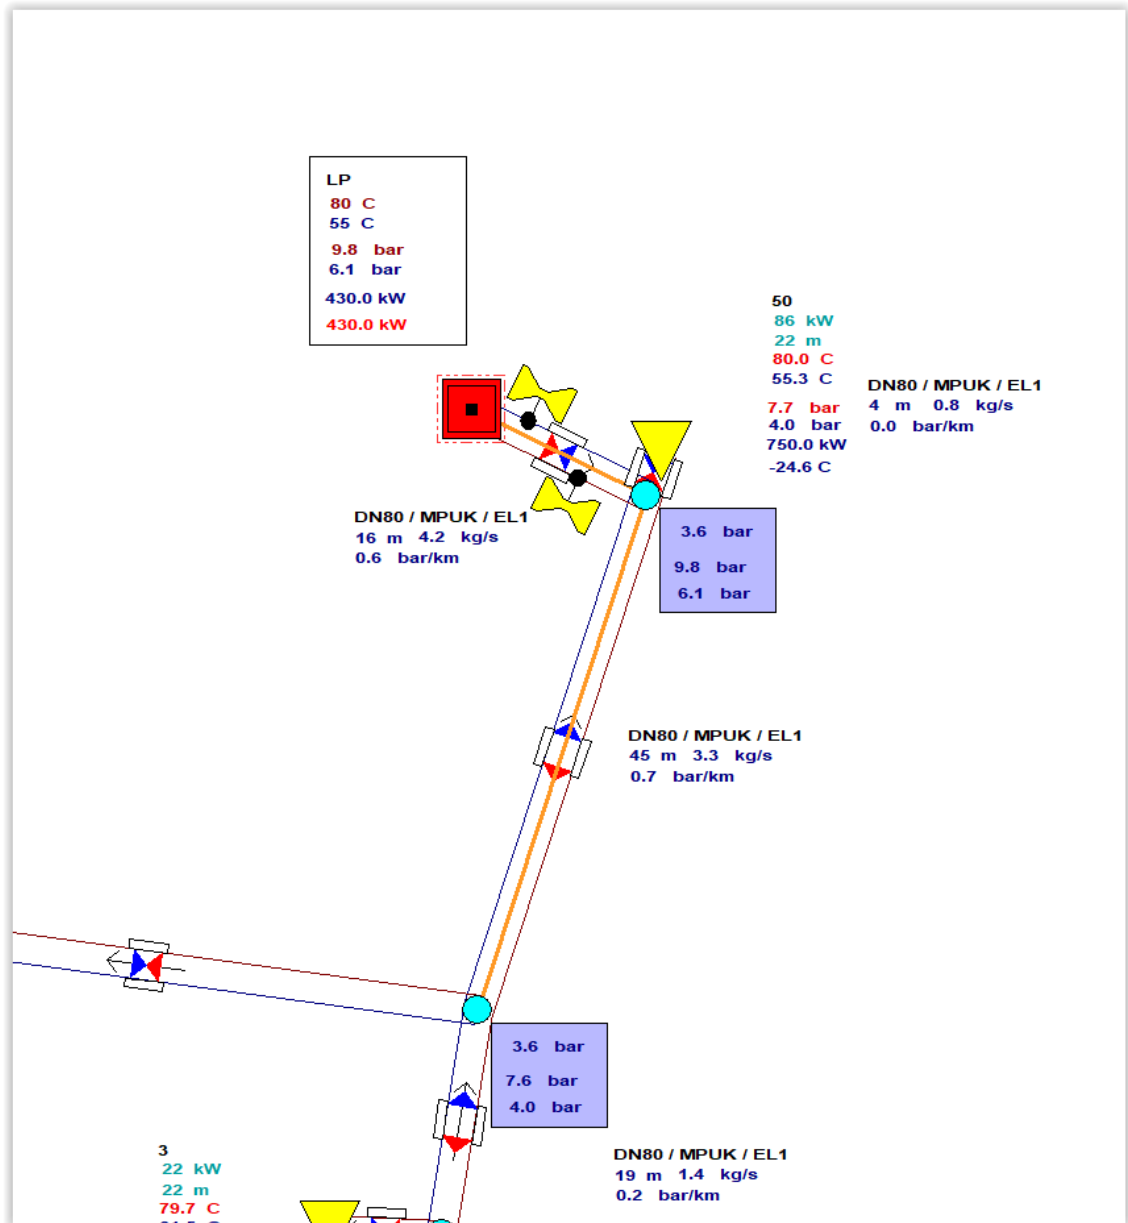 LP
80 C
55 C
9.8 bar
6.1 bar
430.0 kW
430.0 kW
50
86 kW
22 m
80.0 C
55.3 C
7.7 bar
4.0 bar
750.0 kW
-24.6 C
DN80 / MPUK / EL1
4 m 0.8 kg/s
0.0 bar/km
DN80 / MPUK / EL1
16 m 4.2 kg/s
0.6 bar/km
3.6 bar
9.8 bar
6.1 bar
DN80 / MPUK / EL1
45 m 3.3 kg/s
0.7 bar/km
3.6 bar
7.6 bar
4.0 bar
DN80 / MPUK / EL1
19 m 1.4 kg/s
0.2 bar/km
3
22 kW
22 m
79.7 C